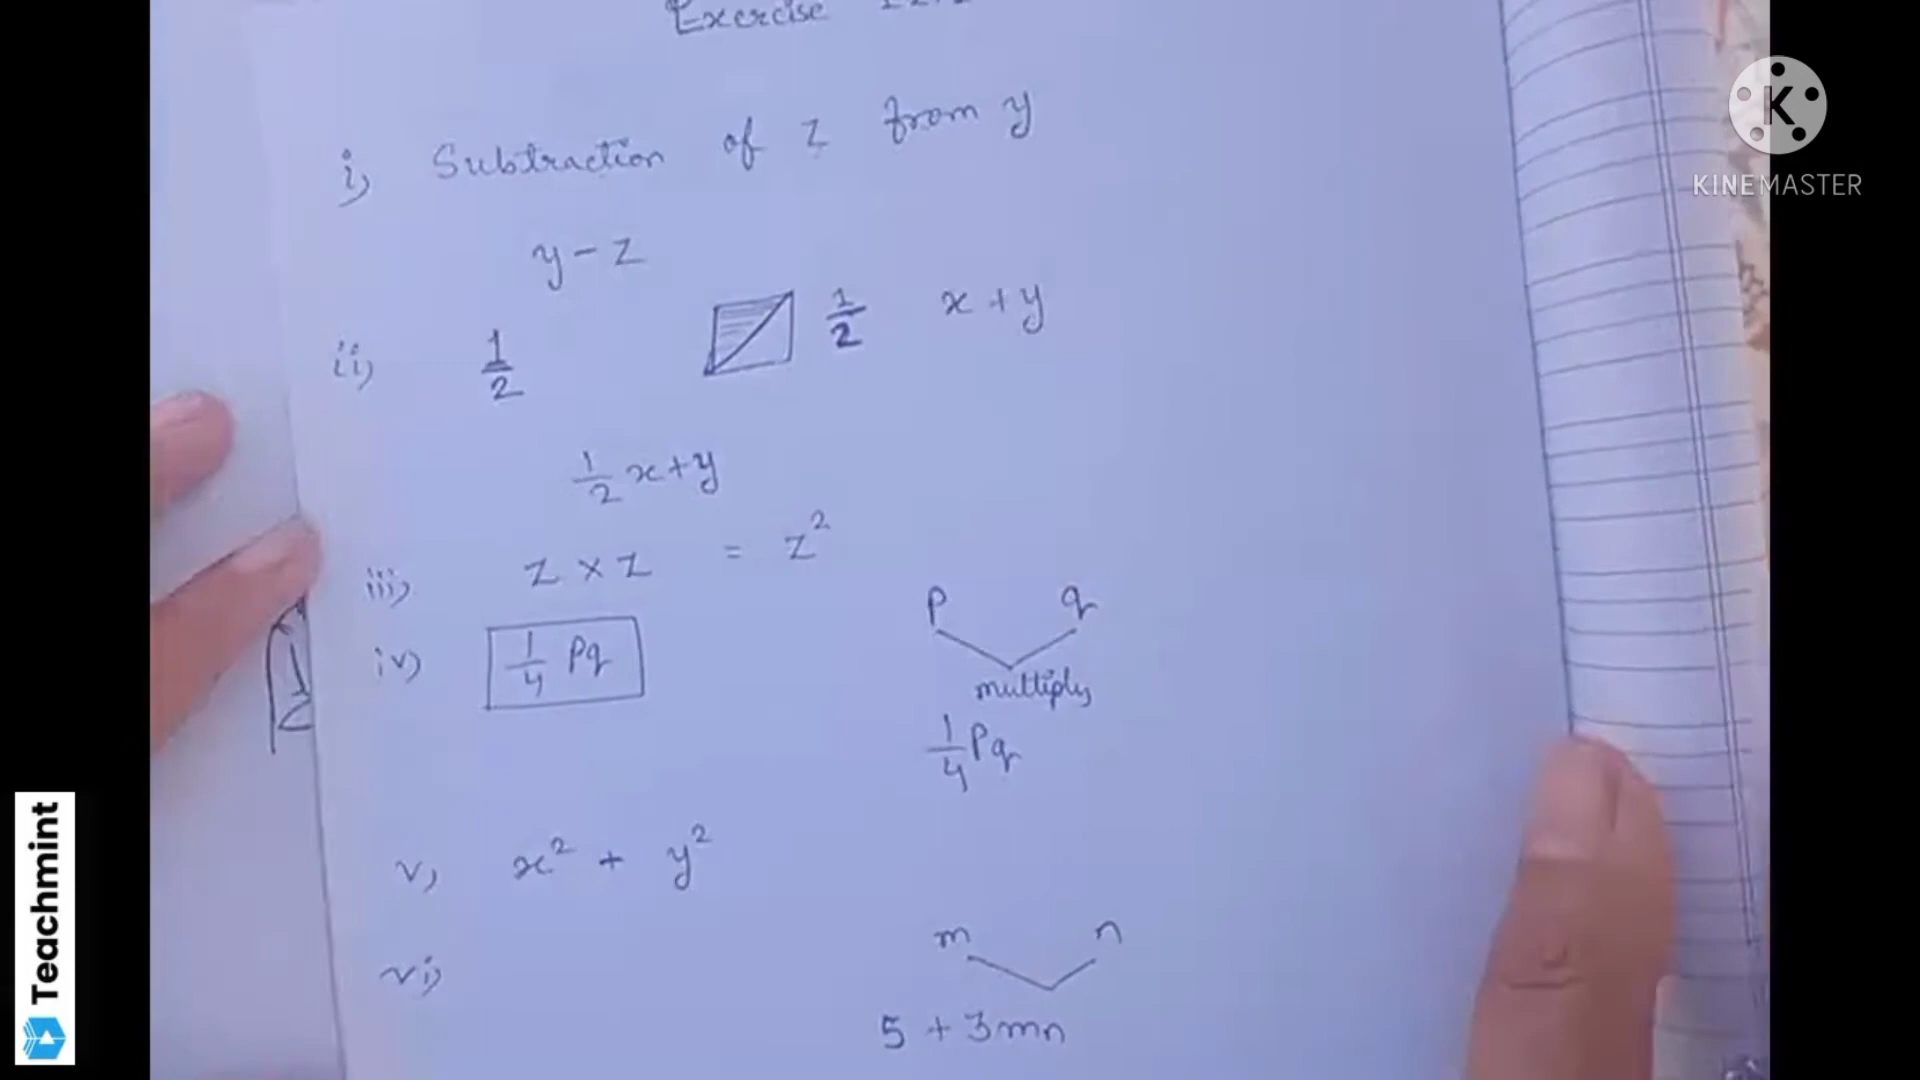 Exercise
i) Subtraction of z from y
y - z
ii) 1/2 1/2 x + y
1/2 x + y
iii) z × z = z²
iv) 1/4 Pq
P q
multiply
1/4 Pq
v) x² + y²
vi)
m n
5 + 3mn
K
KINEMASTER
Teachmint